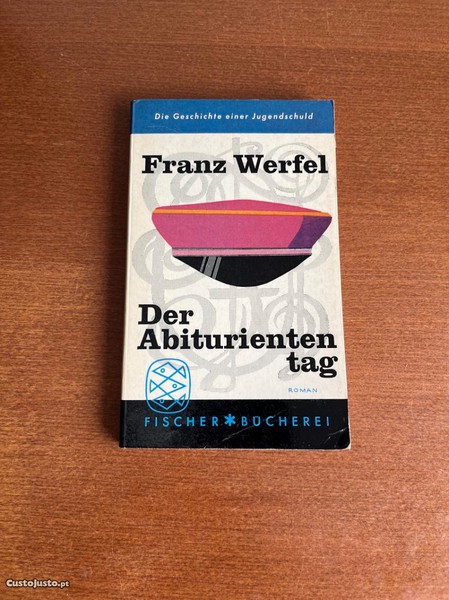 Die Geschichte einer Jugendschuld
Franz Werfel
Der
Abiturienten
tag
ROMAN
FISCHER * BÜCHEREI
CustoJusto.pt